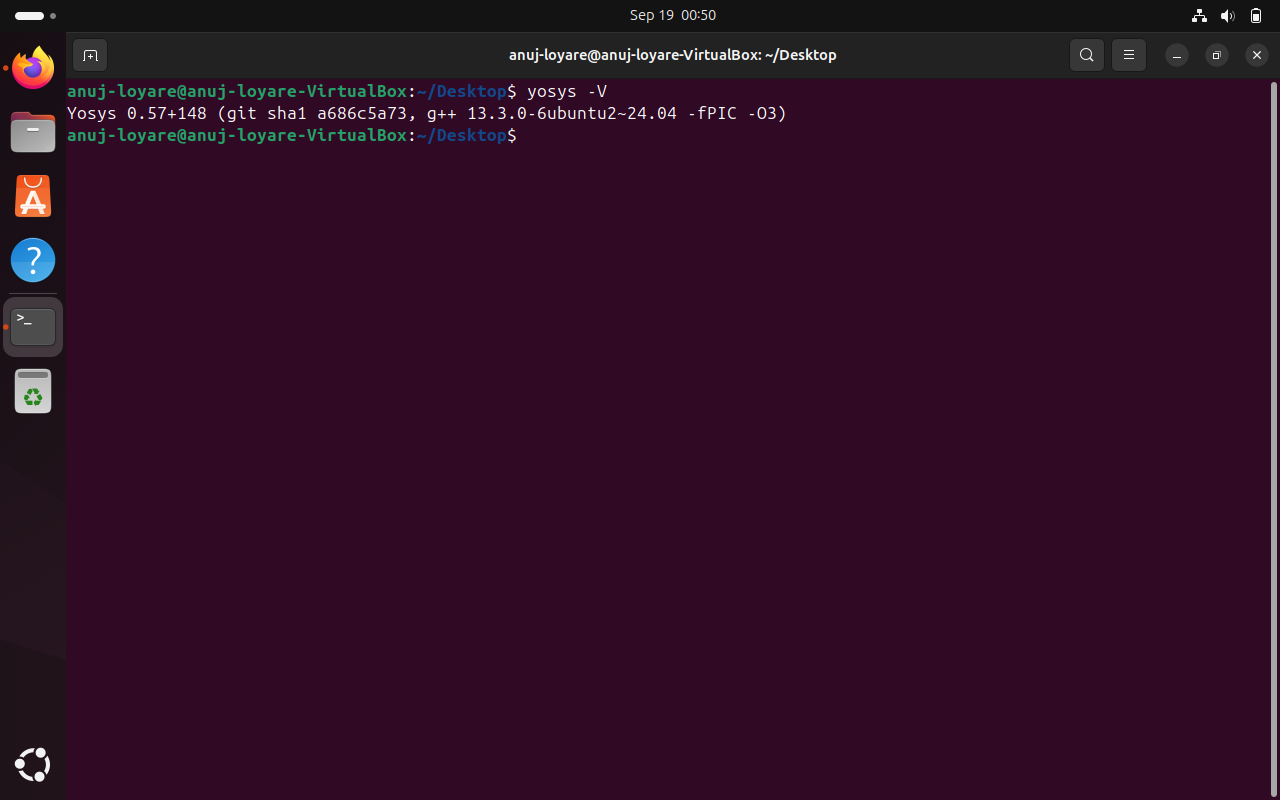 Sep 19 00:50
anuj-loyare@anuj-loyare-VirtualBox: ~/Desktop
anuj-loyare@anuj-loyare-VirtualBox:~/Desktop$ yosys -V
Yosys 0.57+148 (git sha1 a686c5a73, g++ 13.3.0-6ubuntu2~24.04 -fPIC -O3)
anuj-loyare@anuj-loyare-VirtualBox:~/Desktop$